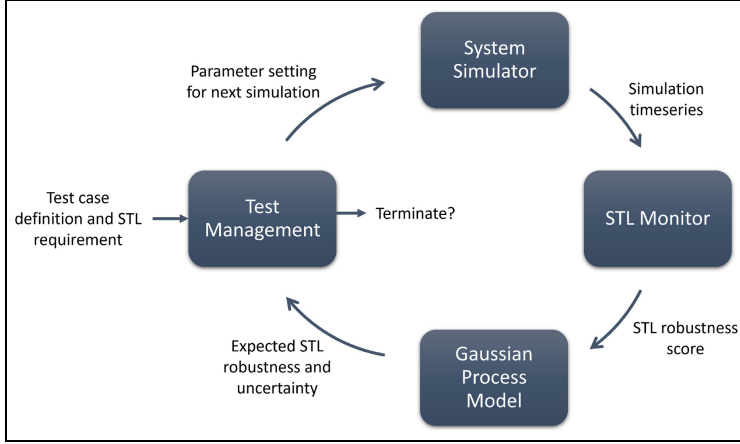 System
Simulator
Parameter setting
for next simulation
Simulation
timeseries
Test case
definition and STL
requirement
Test
Management
Terminate?
STL Monitor
Expected STL
robustness and
uncertainty
Gaussian
Process
Model
STL robustness
score